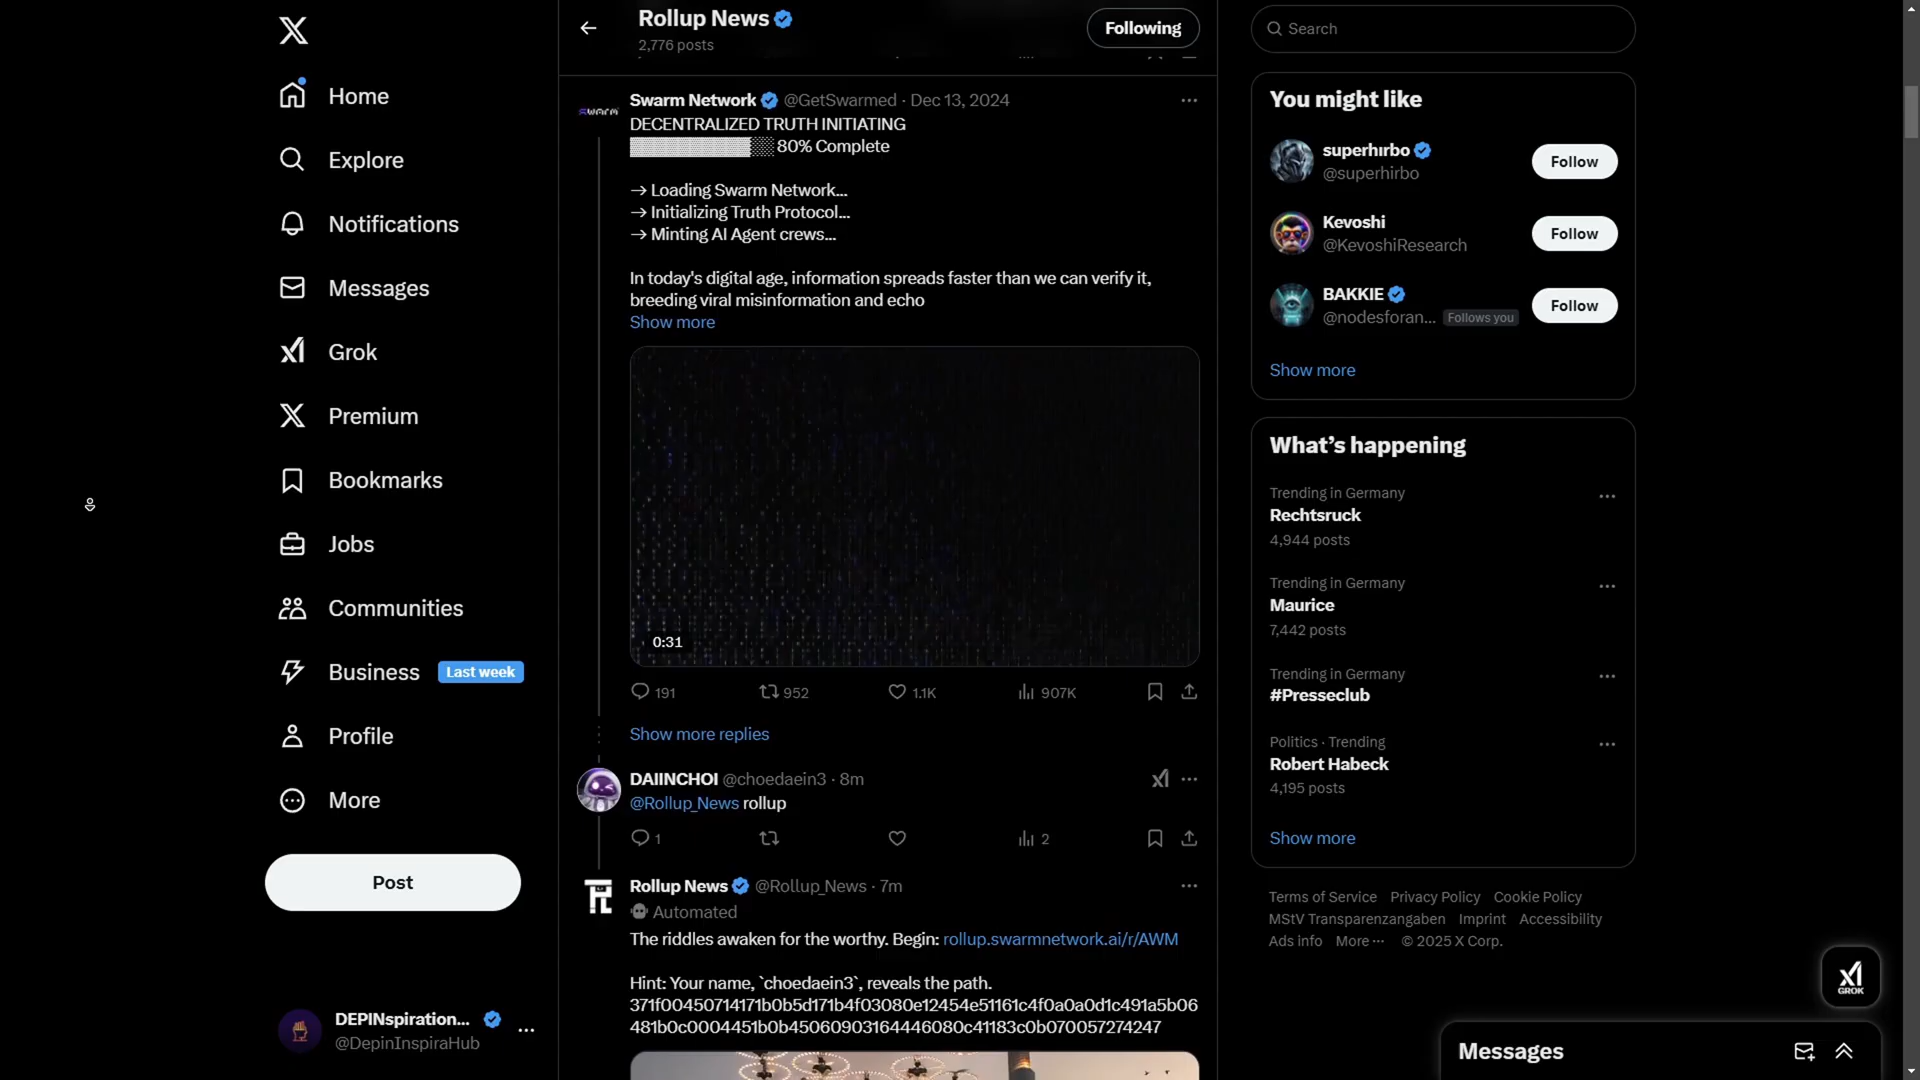 Rollup News
2,776 posts
Following
Search
Home
Explore
Notifications
Messages
Grok
Premium
Bookmarks
Jobs
Communities
Business Last week
Profile
More
Post
DEPINspiration...
@DepinInspiraHub
swarm
Swarm Network @GetSwarmed · Dec 13, 2024
DECENTRALIZED TRUTH INITIATING
▓▓▓▓▓▓▓▓▓▓░░ 80% Complete
→ Loading Swarm Network...
→ Initializing Truth Protocol...
→ Minting AI Agent crews...
In today's digital age, information spreads faster than we can verify it,
breeding viral misinformation and echo
Show more
0:31
191 952 1.1K 907K
Show more replies
DAIINCHOI @choedaein3 · 8m
@Rollup_News rollup
1 2
Rollup News @Rollup_News · 7m
Automated
The riddles awaken for the worthy. Begin: rollup.swarmnetwork.ai/r/AWM
Hint: Your name, `choedaein3`, reveals the path.
371f00450714171b0b5d171b4f03080e12454e51161c4f0a0a0d1c491a5b06
481b0c0004451b0b45060903164446080c41183c0b070057274247
You might like
superhırbo
@superhirbo
Follow
Kevoshi
@KevoshiResearch
Follow
BAKKIE
@nodesforan... Follows you
Follow
Show more
What's happening
Trending in Germany
Rechtsruck
4,944 posts
Trending in Germany
Maurice
7,442 posts
Trending in Germany
#Presseclub
Politics · Trending
Robert Habeck
4,195 posts
Show more
Terms of Service Privacy Policy Cookie Policy
MStV Transparenzangaben Imprint Accessibility
Ads info More ··· © 2025 X Corp.
GROK
Messages